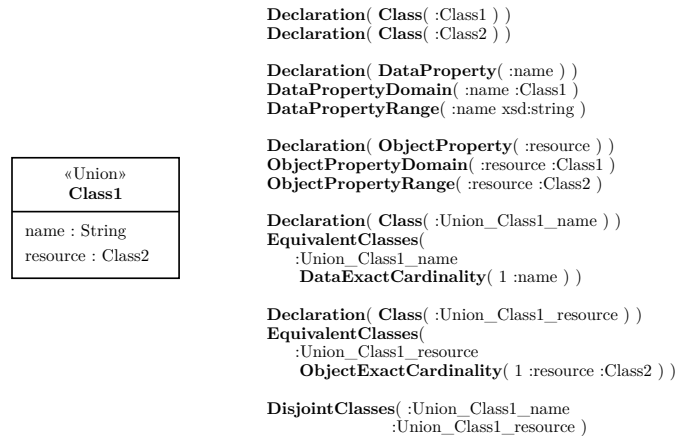 «Union»
Class1
name : String
resource : Class2
Declaration( Class( :Class1 ) )
Declaration( Class( :Class2 ) )
Declaration( DataProperty( :name ) )
DataPropertyDomain( :name :Class1 )
DataPropertyRange( :name xsd:string )
Declaration( ObjectProperty( :resource ) )
ObjectPropertyDomain( :resource :Class1 )
ObjectPropertyRange( :resource :Class2 )
Declaration( Class( :Union_Class1_name ) )
EquivalentClasses(
:Union_Class1_name
DataExactCardinality( 1 :name ) )
Declaration( Class( :Union_Class1_resource ) )
EquivalentClasses(
:Union_Class1_resource
ObjectExactCardinality( 1 :resource :Class2 ) )
DisjointClasses( :Union_Class1_name
:Union_Class1_resource )